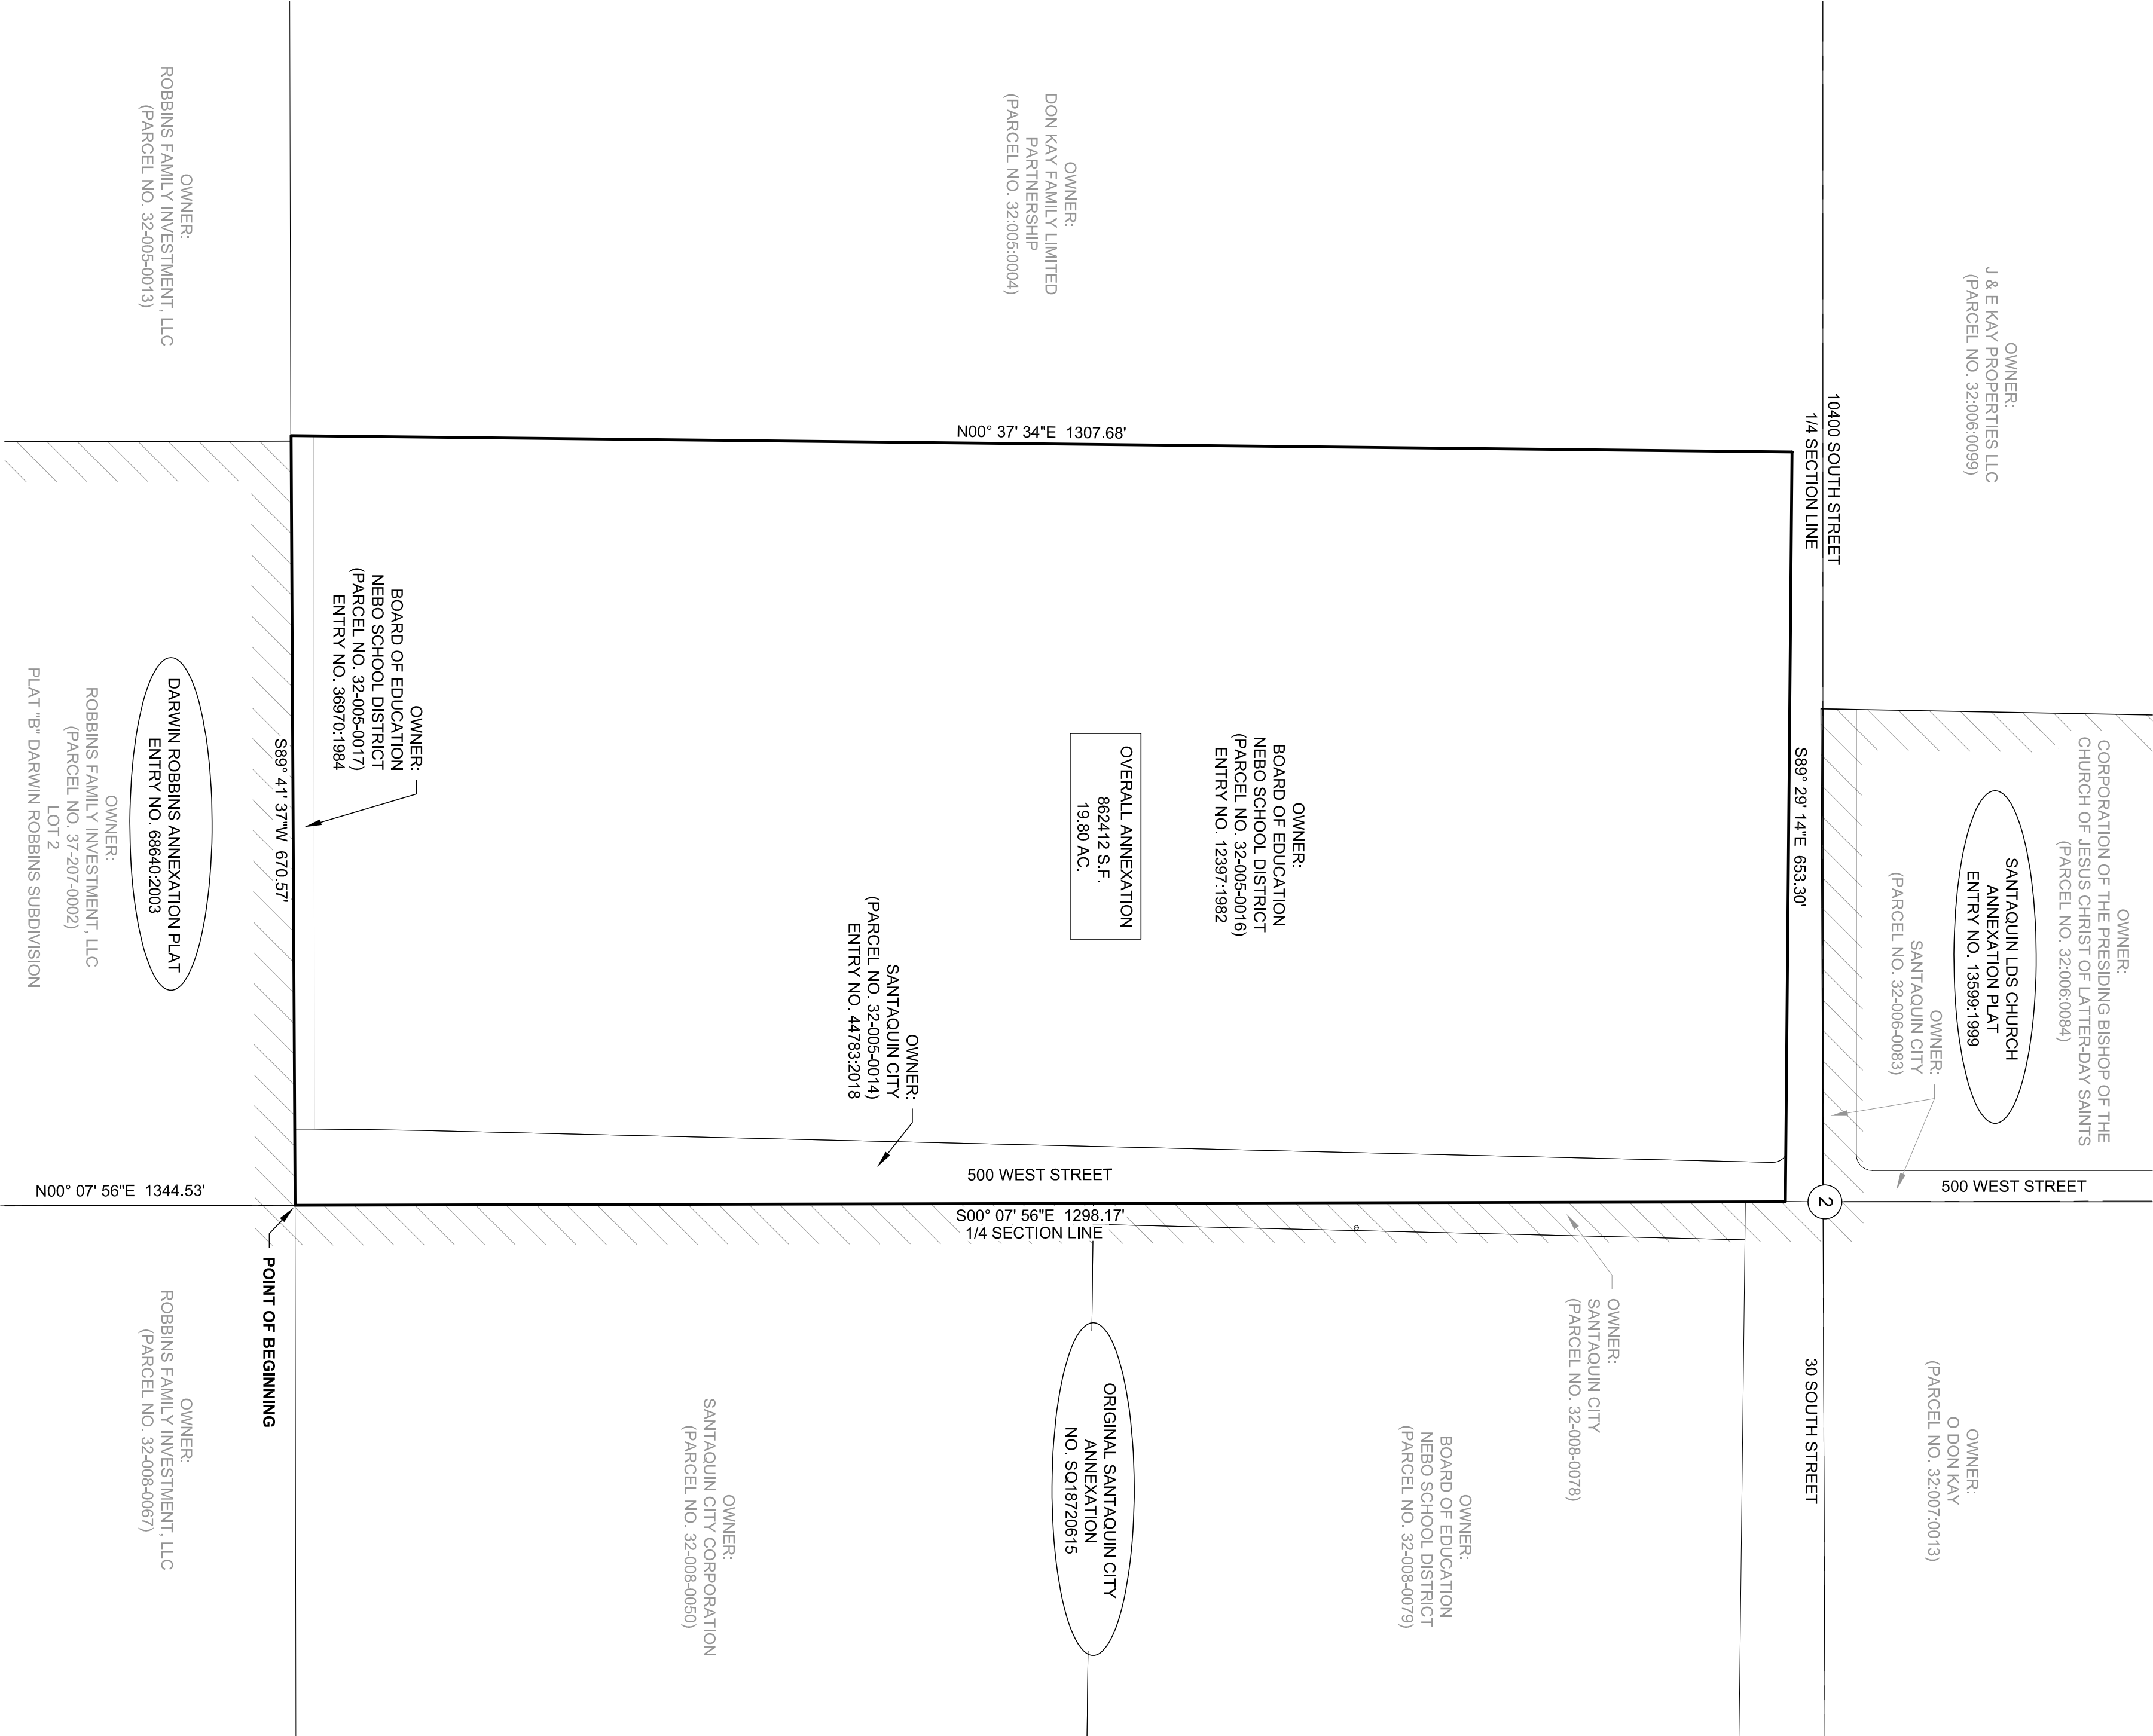 OWNER:
ROBBINS FAMILY INVESTMENT, LLC
(PARCEL NO. 32-005-0013)
OWNER:
DON KAY FAMILY LIMITED
PARTNERSHIP
(PARCEL NO. 32:005:0004)
OWNER:
J & E KAY PROPERTIES LLC
(PARCEL NO. 32:006:0099)
10400 SOUTH STREET
1/4 SECTION LINE
N00° 37' 34"E 1307.68'
S89° 29' 14"E 653.30'
OWNER:
CORPORATION OF THE PRESIDING BISHOP OF THE
CHURCH OF JESUS CHRIST OF LATTER-DAY SAINTS
(PARCEL NO. 32:006:0084)
SANTAQUIN LDS CHURCH
ANNEXATION PLAT
ENTRY NO. 13599:1999
OWNER:
SANTAQUIN CITY
(PARCEL NO. 32-006-0083)
500 WEST STREET
2
OWNER:
BOARD OF EDUCATION
NEBO SCHOOL DISTRICT
(PARCEL NO. 32-005-0016)
ENTRY NO. 12397:1982
OVERALL ANNEXATION
862412 S.F.
19.80 AC.
OWNER:
BOARD OF EDUCATION
NEBO SCHOOL DISTRICT
(PARCEL NO. 32-005-0017)
ENTRY NO. 36970:1984
OWNER:
SANTAQUIN CITY
(PARCEL NO. 32-005-0014)
ENTRY NO. 44783:2018
500 WEST STREET
S00° 07' 56"E 1298.17'
1/4 SECTION LINE
S89° 41' 37"W 670.57'
DARWIN ROBBINS ANNEXATION PLAT
ENTRY NO. 68640:2003
OWNER:
ROBBINS FAMILY INVESTMENT, LLC
(PARCEL NO. 37-207-0002)
LOT 2
PLAT "B" DARWIN ROBBINS SUBDIVISION
N00° 07' 56"E 1344.53'
POINT OF BEGINNING
OWNER:
ROBBINS FAMILY INVESTMENT, LLC
(PARCEL NO. 32-008-0067)
OWNER:
SANTAQUIN CITY CORPORATION
(PARCEL NO. 32-008-0050)
ORIGINAL SANTAQUIN CITY
ANNEXATION
NO. SQ18720615
OWNER:
BOARD OF EDUCATION
NEBO SCHOOL DISTRICT
(PARCEL NO. 32-008-0079)
OWNER:
SANTAQUIN CITY
(PARCEL NO. 32-008-0078)
30 SOUTH STREET
OWNER:
O DON KAY
(PARCEL NO. 32:007:0013)